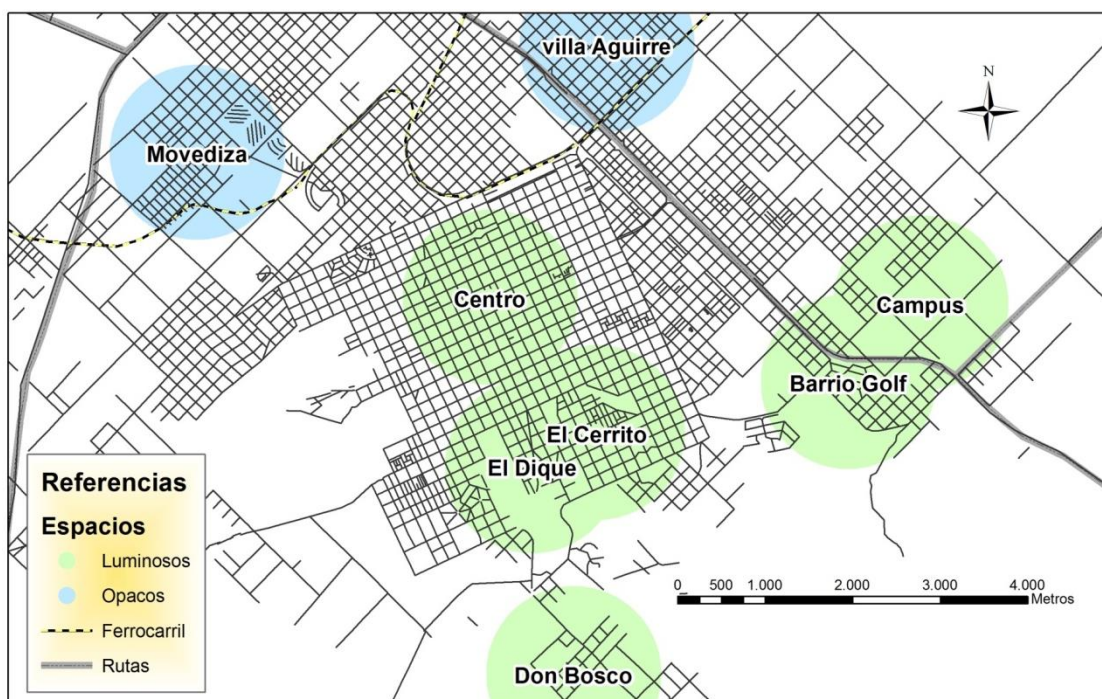 villa Aguirre
N
Movediza
Centro
Campus
Barrio Golf
El Cerrito
El Dique
Don Bosco
Referencias
Espacios
Luminosos
Opacos
Ferrocarril
Rutas
0 500 1.000 2.000 3.000 4.000
Metros